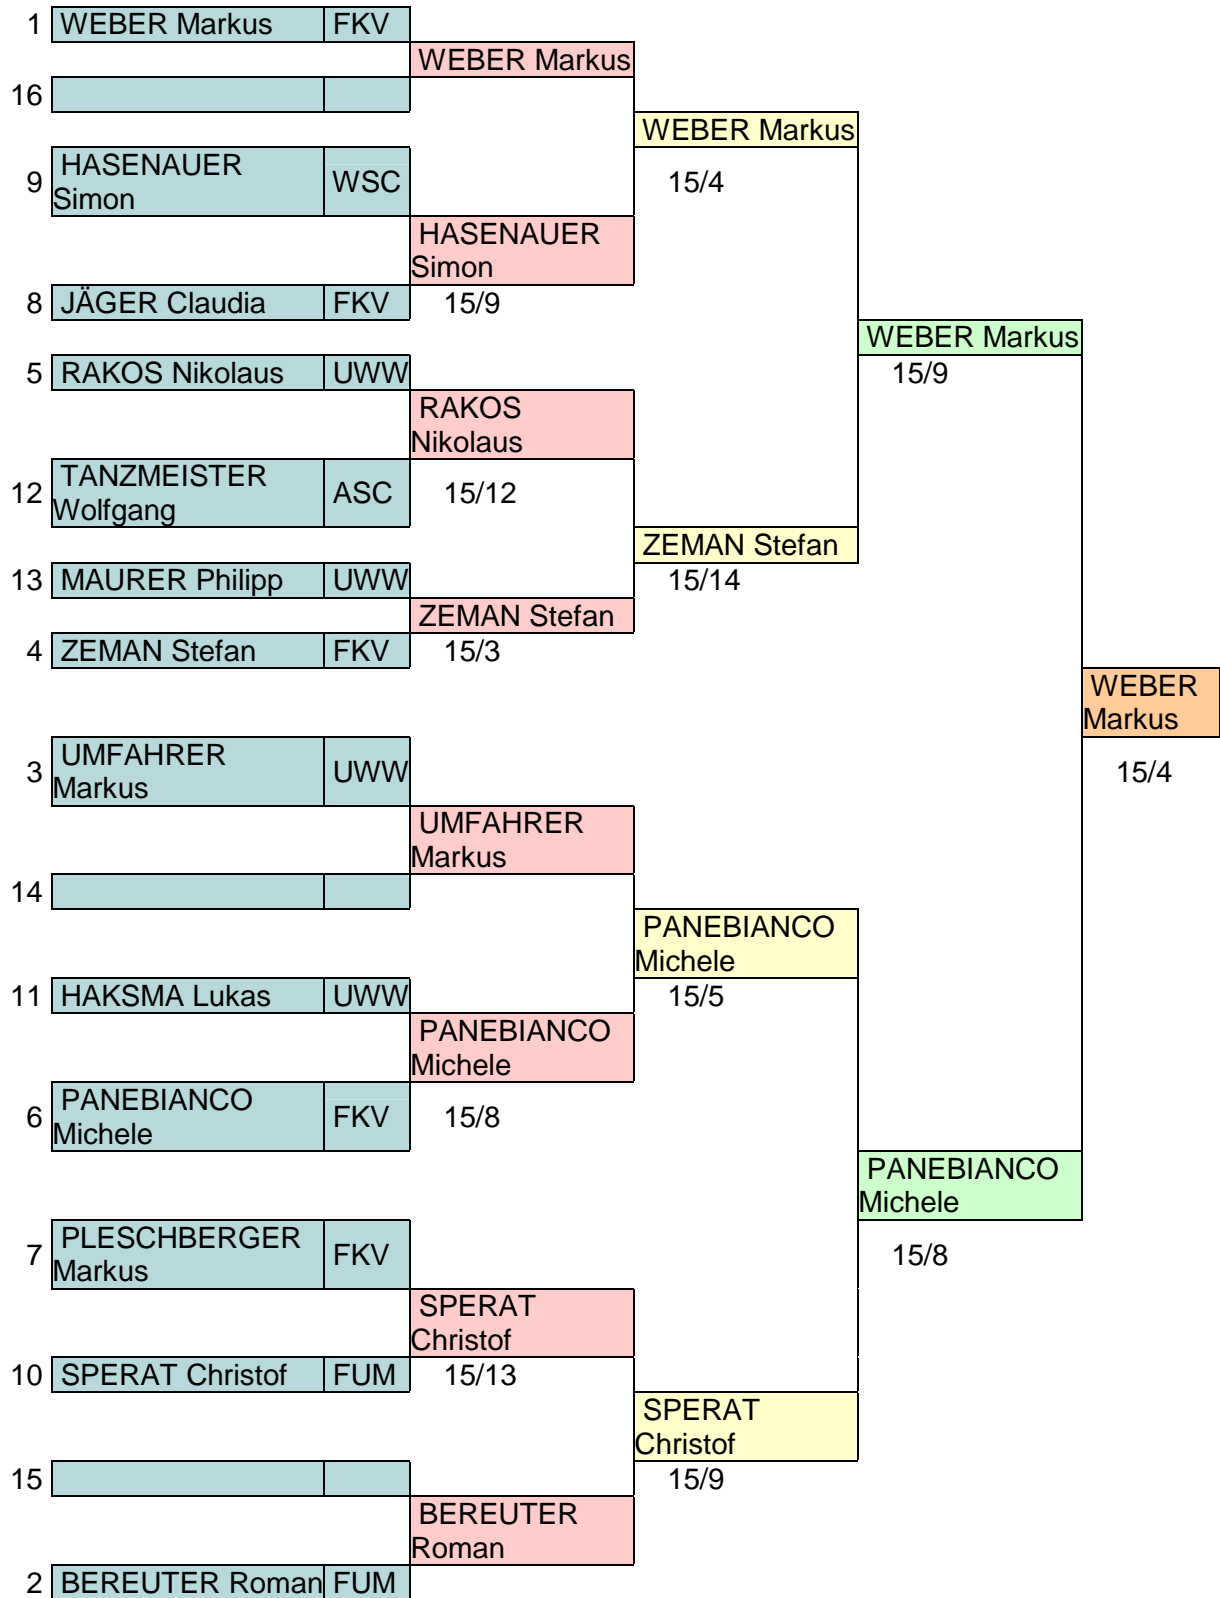 1 WEBER Markus FKV
WEBER Markus
16
WEBER Markus
9 HASENAUER Simon WSC
15/4
HASENAUER
Simon
8 JÄGER Claudia FKV 15/9
WEBER Markus
5 RAKOS Nikolaus UWW
15/9
RAKOS
Nikolaus
12 TANZMEISTER Wolfgang ASC 15/12
ZEMAN Stefan
13 MAURER Philipp UWW
15/14
ZEMAN Stefan
4 ZEMAN Stefan FKV 15/3
WEBER
Markus
3 UMFAHRER Markus UWW
15/4
UMFAHRER
Markus
14
PANEBIANCO
Michele
11 HAKSMA Lukas UWW
15/5
PANEBIANCO
Michele
6 PANEBIANCO Michele FKV 15/8
PANEBIANCO
Michele
7 PLESCHBERGER Markus FKV
15/8
SPERAT
Christof
10 SPERAT Christof FUM 15/13
SPERAT
Christof
15
15/9
BEREUTER
Roman
2 BEREUTER Roman FUM